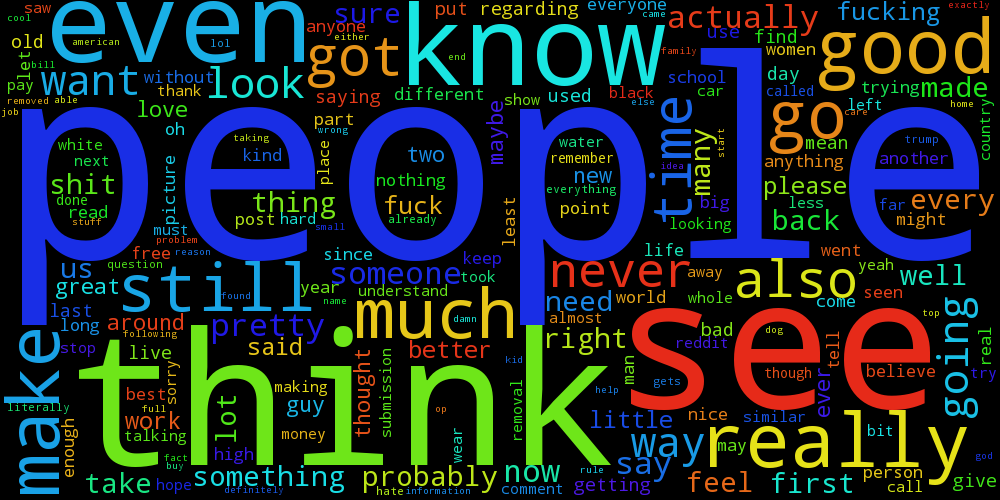 people
think
see
know
even
good
really
much
still
go
got
never
also
make
time
look
want
way
going
actually
fucking
sure
shit
fuck
thing
someone
pretty
need
right
back
please
every
made
well
us
great
something
probably
now
say
feel
first
take
work
lot
guy
said
around
better
thought
little
many
maybe
love
new
two
saw
cool
american
lol
anyone
either
put
regarding
everyone
came
exactly
old
bill
let
pay
without
thank
end
use
find
women
family
removed
able
job
saying
different
used
show
black
else
school
car
day
called
trying
left
care
home
oh
part
wrong
country
white
next
taking
kind
place
water
remember
idea
start
mean
anything
trump
another
done
read
stuff
picture
nothing
everything
already
point
big
less
far
might
post
hard
small
least
looking
must
problem
reason
free
since
keep
life
went
yeah
question
year
understand
took
away
whole
world
come
seen
last
long
found
name
almost
damn
top
stop
following
live
bad
reddit
dog
tell
real
man
kid
try
literally
best
sorry
making
submission
gets
though
believe
ever
full
op
removal
help
nice
similar
enough
talking
money
wear
may
bit
fact
buy
high
rule
person
god
hope
definitely
hate
information
comment
getting
call
give